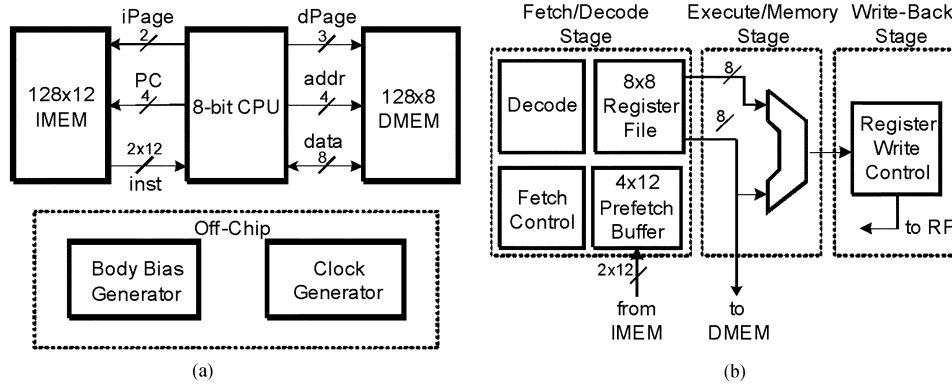 iPage
2
dPage
3
128x12
IMEM
PC
4
8-bit CPU
addr
4
128x8
DMEM
2x12
inst
data
8
Off-Chip
Body Bias
Generator
Clock
Generator
(a)
Fetch/Decode
Stage
Execute/Memory
Stage
Write-Back
Stage
Decode
8x8
Register
File
8
8
Register
Write
Control
Fetch
Control
4x12
Prefetch
Buffer
to RF
2x12
from
IMEM
to
DMEM
(b)